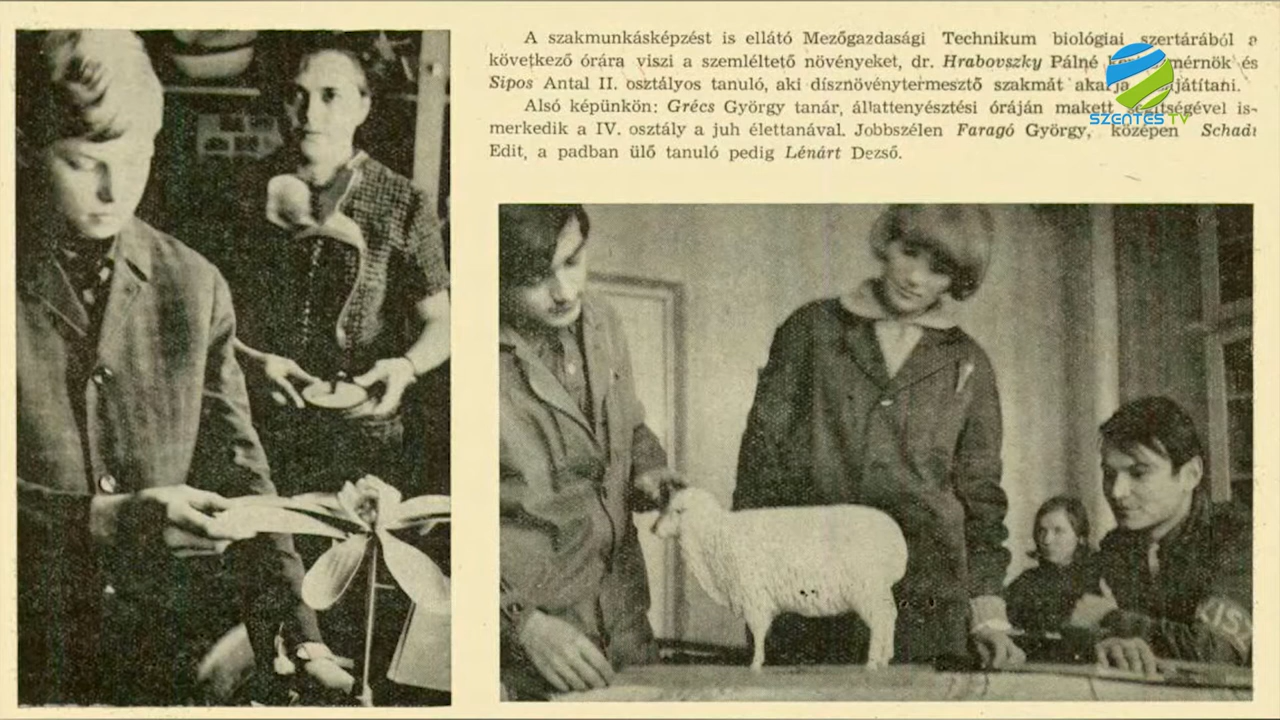 A szakmunkásképzést is ellátó Mezőgazdasági Technikum biológiai szertárából a
következő órára viszi a szemléltető növényeket, dr. Hrabovszky Pálné és
Sipos Antal II. osztályos tanuló, aki dísznövénytermesztő szakmát akarja
Alsó képünkön: Grécs György tanár, állattenyésztési óráján makett segítségével is-
merkedik a IV. osztály a juh élettanával. Jobbszélen Faragó György, középen Schadt
Edit, a padban ülő tanuló pedig Lénárt Dezső.
SZENTES TV
KISZ